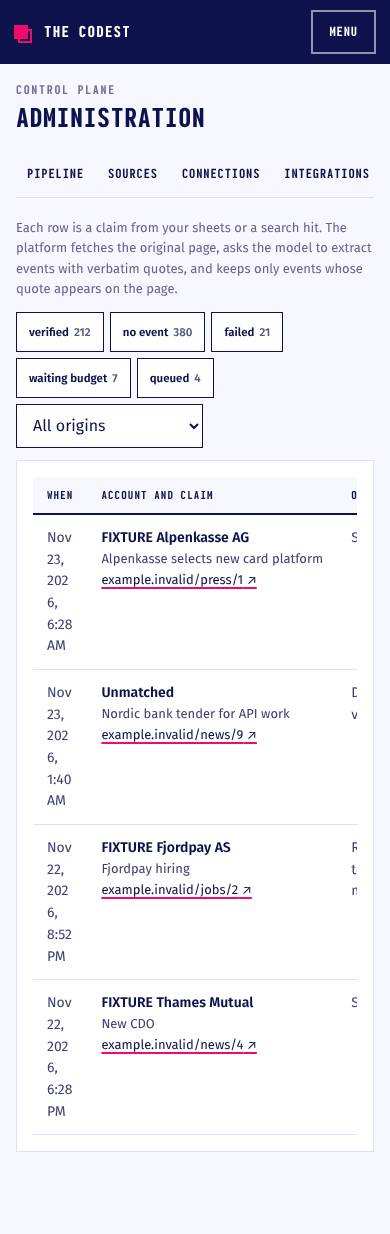 THE CODEST
MENU
CONTROL PLANE
ADMINISTRATION
PIPELINE SOURCES CONNECTIONS INTEGRATIONS
Each row is a claim from your sheets or a search hit. The
platform fetches the original page, asks the model to extract
events with verbatim quotes, and keeps only events whose
quote appears on the page.
verified 212 no event 380 failed 21
waiting budget 7 queued 4
All origins
WHEN ACCOUNT AND CLAIM
Nov
23,
202
6,
6:28
AM
FIXTURE Alpenkasse AG
Alpenkasse selects new card platform
example.invalid/press/1 ↗
Nov
23,
202
6,
1:40
AM
Unmatched
Nordic bank tender for API work
example.invalid/news/9 ↗
Nov
22,
202
6,
8:52
PM
FIXTURE Fjordpay AS
Fjordpay hiring
example.invalid/jobs/2 ↗
Nov
22,
202
6,
6:28
PM
FIXTURE Thames Mutual
New CDO
example.invalid/news/4 ↗